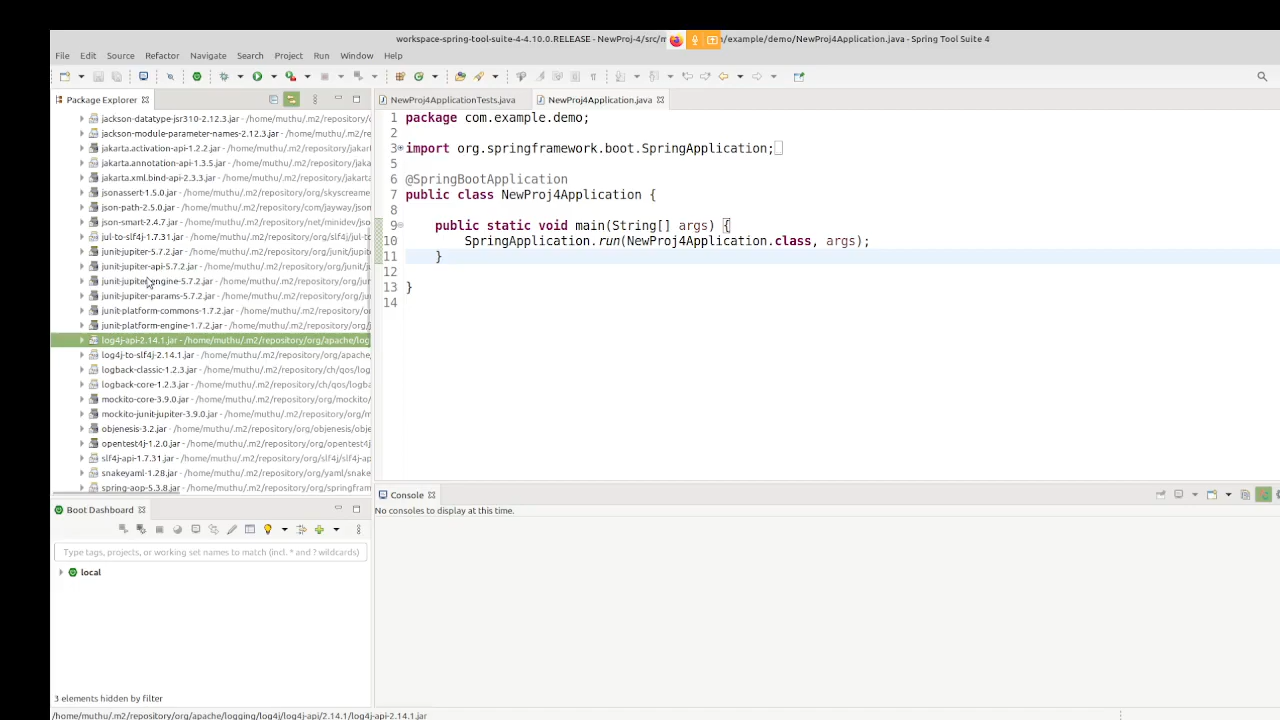 workspace-spring-tool-suite-4-4.10.0.RELEASE - NewProj-4/src/m n/example/demo/NewProj4Application.java - Spring Tool Suite 4
File Edit Source Refactor Navigate Search Project Run Window Help
Package Explorer
NewProj4ApplicationTests.java
NewProj4Application.java
jackson-datatype-jsr310-2.12.3.jar - /home/muthu/.m2/repository/
jackson-module-parameter-names-2.12.3.jar - /home/muthu/.m2/re
jakarta.activation-api-1.2.2.jar - /home/muthu/.m2/repository/jakart
jakarta.annotation-api-1.3.5.jar - /home/muthu/.m2/repository/jakart
jakarta.xml.bind-api-2.3.3.jar - /home/muthu/.m2/repository/jakarta
jsonassert-1.5.0.jar - /home/muthu/.m2/repository/org/skyscreame
json-path-2.5.0.jar - /home/muthu/.m2/repository/com/jayway/json
json-smart-2.4.7.jar - /home/muthu/.m2/repository/net/minidev/jso
jul-to-slf4j-1.7.31.jar - /home/muthu/.m2/repository/org/slf4j/jul-t
junit-jupiter-5.7.2.jar - /home/muthu/.m2/repository/org/junit/jupit
junit-jupiter-api-5.7.2.jar - /home/muthu/.m2/repository/org/junit/j
junit-jupiter-engine-5.7.2.jar - /home/muthu/.m2/repository/org/jun
junit-jupiter-params-5.7.2.jar - /home/muthu/.m2/repository/org/ju
junit-platform-commons-1.7.2.jar - /home/muthu/.m2/repository/o
junit-platform-engine-1.7.2.jar - /home/muthu/.m2/repository/org/j
log4j-api-2.14.1.jar - /home/muthu/.m2/repository/org/apache/log
log4j-to-slf4j-2.14.1.jar - /home/muthu/.m2/repository/org/apache,
logback-classic-1.2.3.jar - /home/muthu/.m2/repository/ch/qos/log
logback-core-1.2.3.jar - /home/muthu/.m2/repository/ch/qos/logba
mockito-core-3.9.0.jar - /home/muthu/.m2/repository/org/mockito/
mockito-junit-jupiter-3.9.0.jar - /home/muthu/.m2/repository/org/m
objenesis-3.2.jar - /home/muthu/.m2/repository/org/objenesis/obje
opentest4j-1.2.0.jar - /home/muthu/.m2/repository/org/opentest4j
slf4j-api-1.7.31.jar - /home/muthu/.m2/repository/org/slf4j/slf4j-ap
snakeyaml-1.28.jar - /home/muthu/.m2/repository/org/yaml/snake
spring-aop-5.3.8.jar - /home/muthu/.m2/repository/org/springfram
1 package com.example.demo;
2
3 import org.springframework.boot.SpringApplication;
5
6 @SpringBootApplication
7 public class NewProj4Application {
8
9 public static void main(String[] args) {
10 SpringApplication.run(NewProj4Application.class, args);
11 }
12
13 }
14
Boot Dashboard
Type tags, projects, or working set names to match (incl. * and ? wildcards)
local
3 elements hidden by filter
Console
No consoles to display at this time.
/home/muthu/.m2/repository/org/apache/logging/log4j/log4j-api/2.14.1/log4j-api-2.14.1.jar